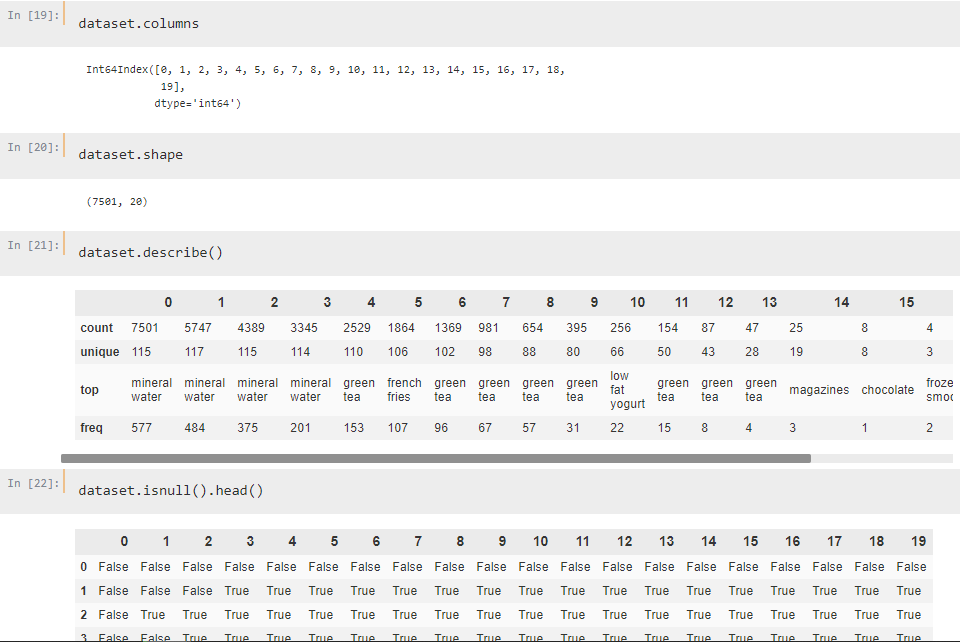 In [19]:
dataset.columns
Int64Index([0, 1, 2, 3, 4, 5, 6, 7, 8, 9, 10, 11, 12, 13, 14, 15, 16, 17, 18,
19],
dtype='int64')
In [20]:
dataset.shape
(7501, 20)
In [21]:
dataset.describe()
0 1 2 3 4 5 6 7 8 9 10 11 12 13 14 15
count 7501 5747 4389 3345 2529 1864 1369 981 654 395 256 154 87 47 25 8 4
unique 115 117 115 114 110 106 102 98 88 80 66 50 43 28 19 8 3
top mineral water mineral water mineral water mineral water green tea french fries green tea green tea green tea green tea low fat yogurt green tea green tea green tea magazines chocolate
freq 577 484 375 201 153 107 96 67 57 31 22 15 8 4 3 1 2
In [22]:
dataset.isnull().head()
0 1 2 3 4 5 6 7 8 9 10 11 12 13 14 15 16 17 18 19
0 False False False False False False False False False False False False False False False False False False False False
1 False False False True True True True True True True True True True True True True True True True True
2 False True True True True True True True True True True True True True True True True True True True
3 False False True True True True True True True True True True True True True True True True True True